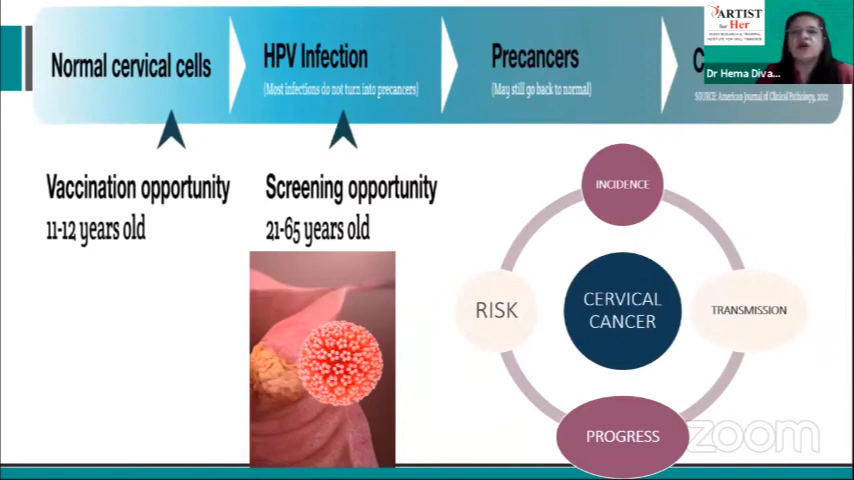 Normal cervical cells
HPV Infection
(Most infections do not turn into precancers)
Precancers
(May still go back to normal)
C
SOURCE: American Journal of Clinical Pathology, 2012
ARTIST
for Her
Dr Hema Diva...
Vaccination opportunity
11-12 years old
Screening opportunity
21-65 years old
INCIDENCE
RISK
CERVICAL
CANCER
TRANSMISSION
PROGRESS
zoom